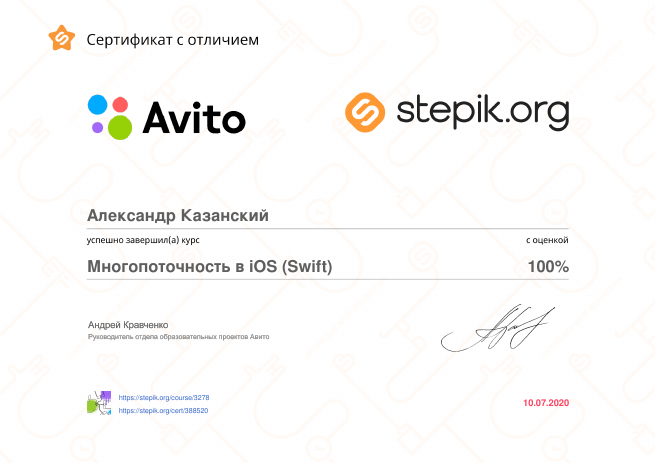 Сертификат с отличием
Avito
stepik.org
Александр Казанский
успешно завершил(а) курс
с оценкой
Многопоточность в iOS (Swift)
100%
Андрей Кравченко
Руководитель отдела образовательных проектов Авито
https://stepik.org/course/3278
https://stepik.org/cert/388520
10.07.2020